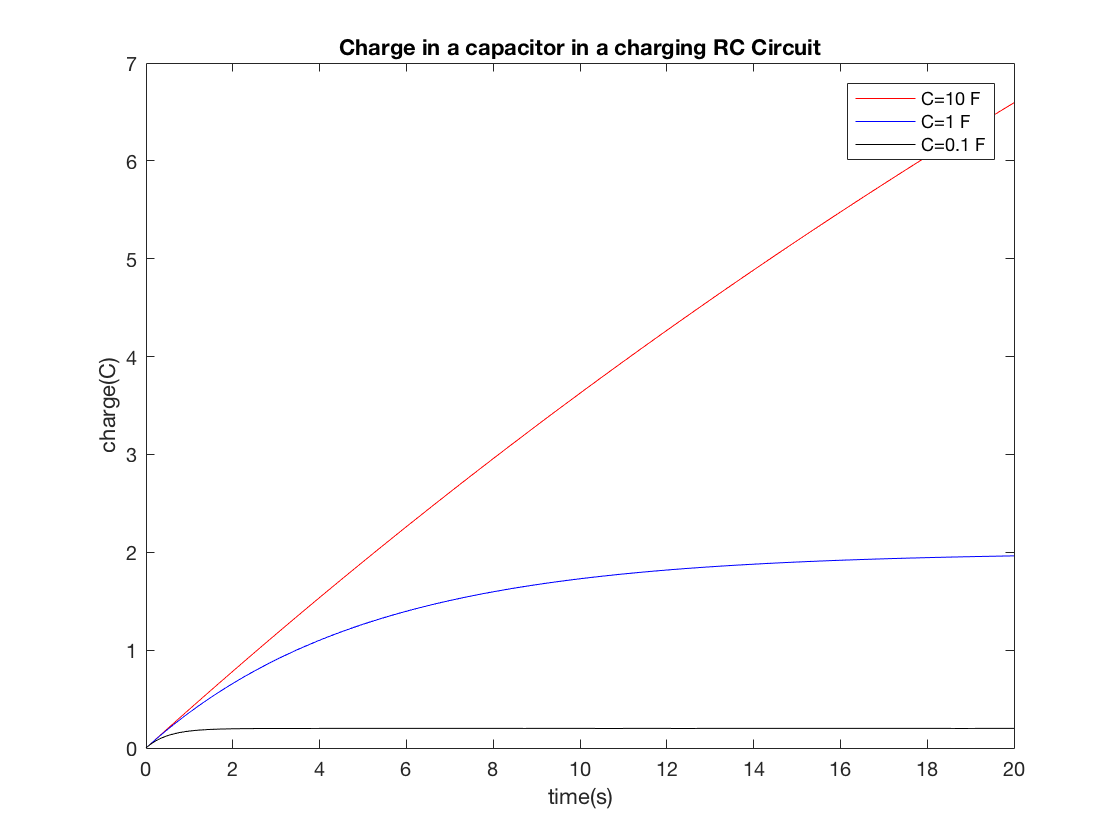 Charge in a capacitor in a charging RC Circuit
7
6
5
4
3
2
1
0
charge(C)
C=10 F
C=1 F
C=0.1 F
0 2 4 6 8 10 12 14 16 18 20
time(s)